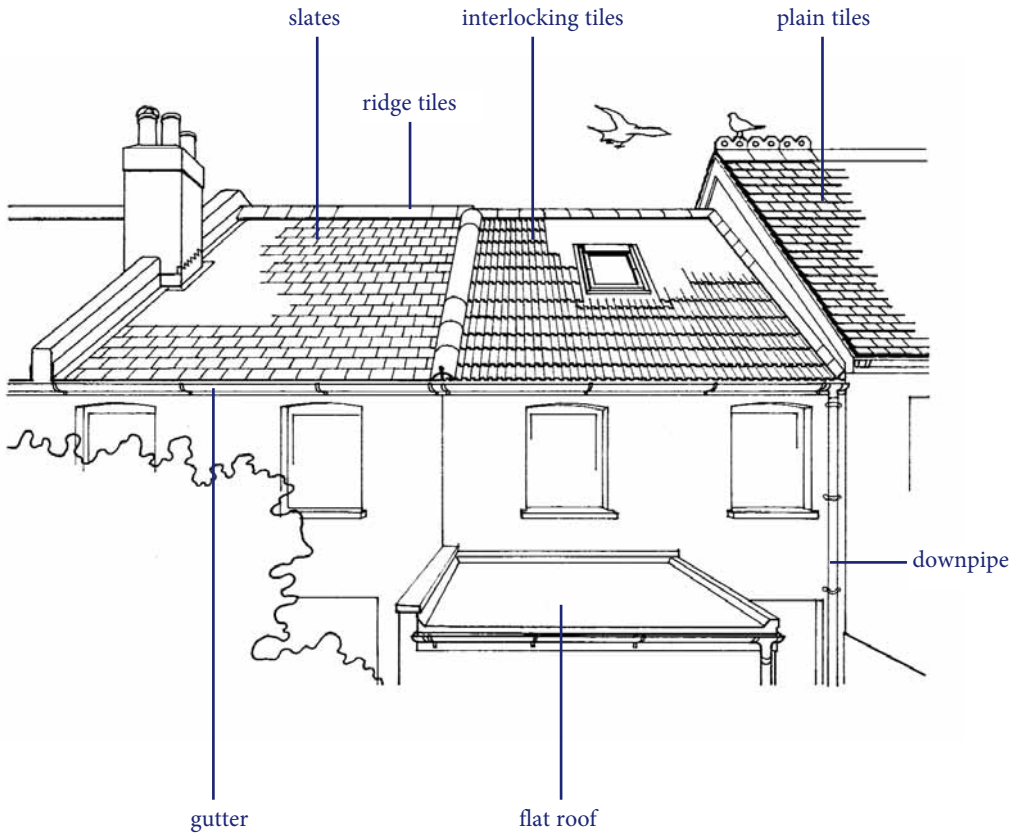 slates
interlocking tiles
plain tiles
ridge tiles
downpipe
gutter
flat roof